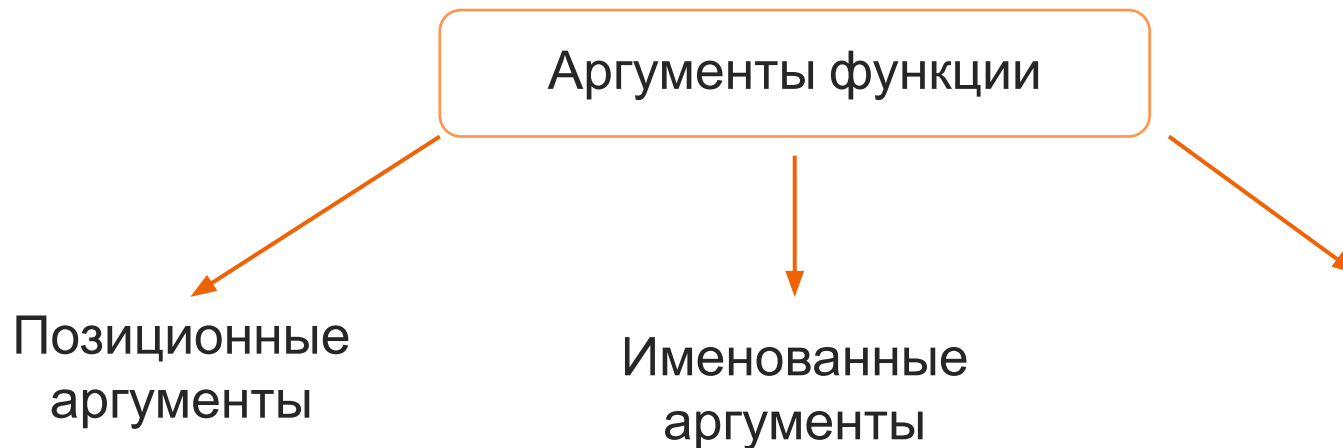 Аргументы функции
Позиционные
аргументы
Именованные
аргументы